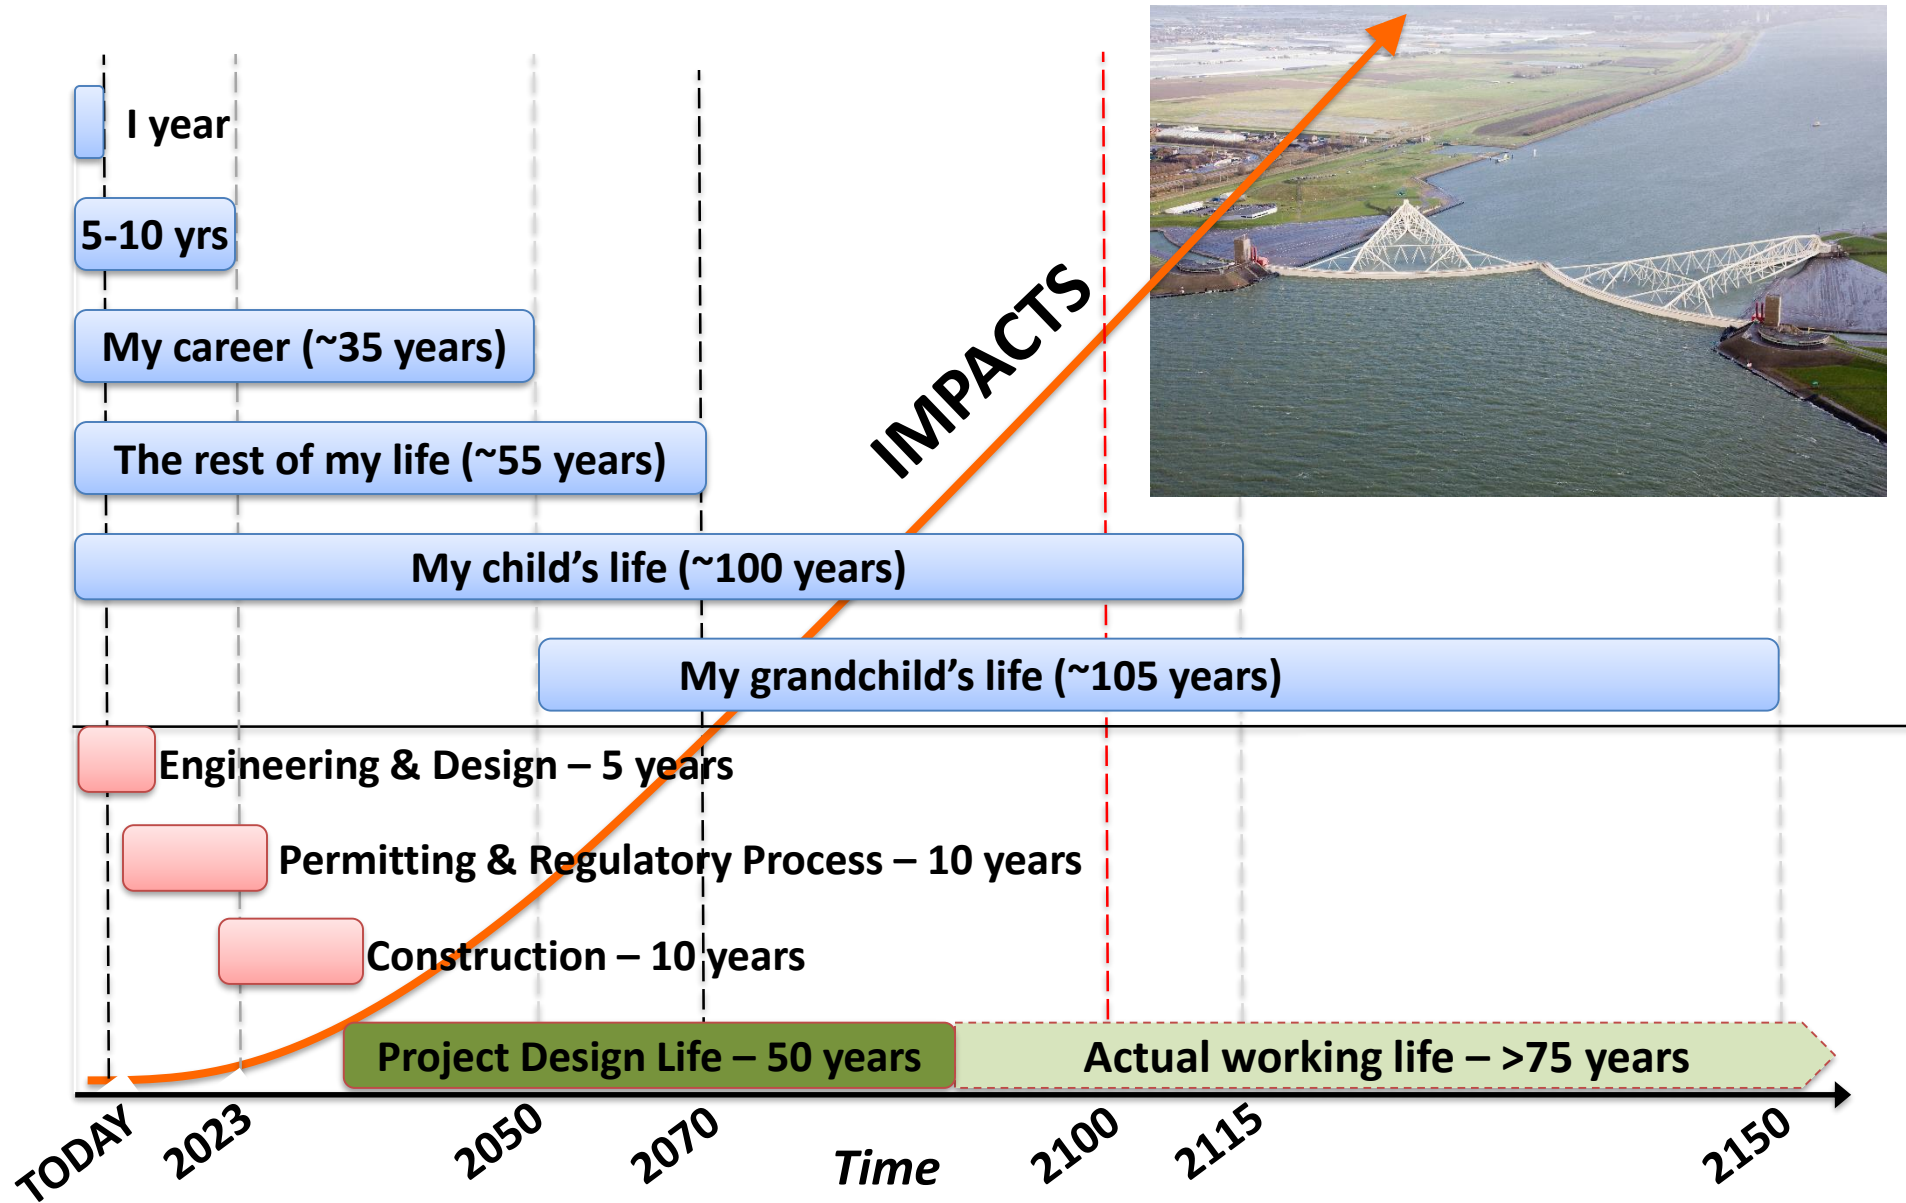 I year
5-10 yrs
My career (~35 years)
The rest of my life (~55 years)
IMPACTS
My child’s life (~100 years)
My grandchild’s life (~105 years)
Engineering & Design – 5 years
Permitting & Regulatory Process – 10 years
Construction – 10 years
Project Design Life – 50 years
Actual working life – >75 years
TODAY
2023
2050
2070
Time
2100
2115
2150